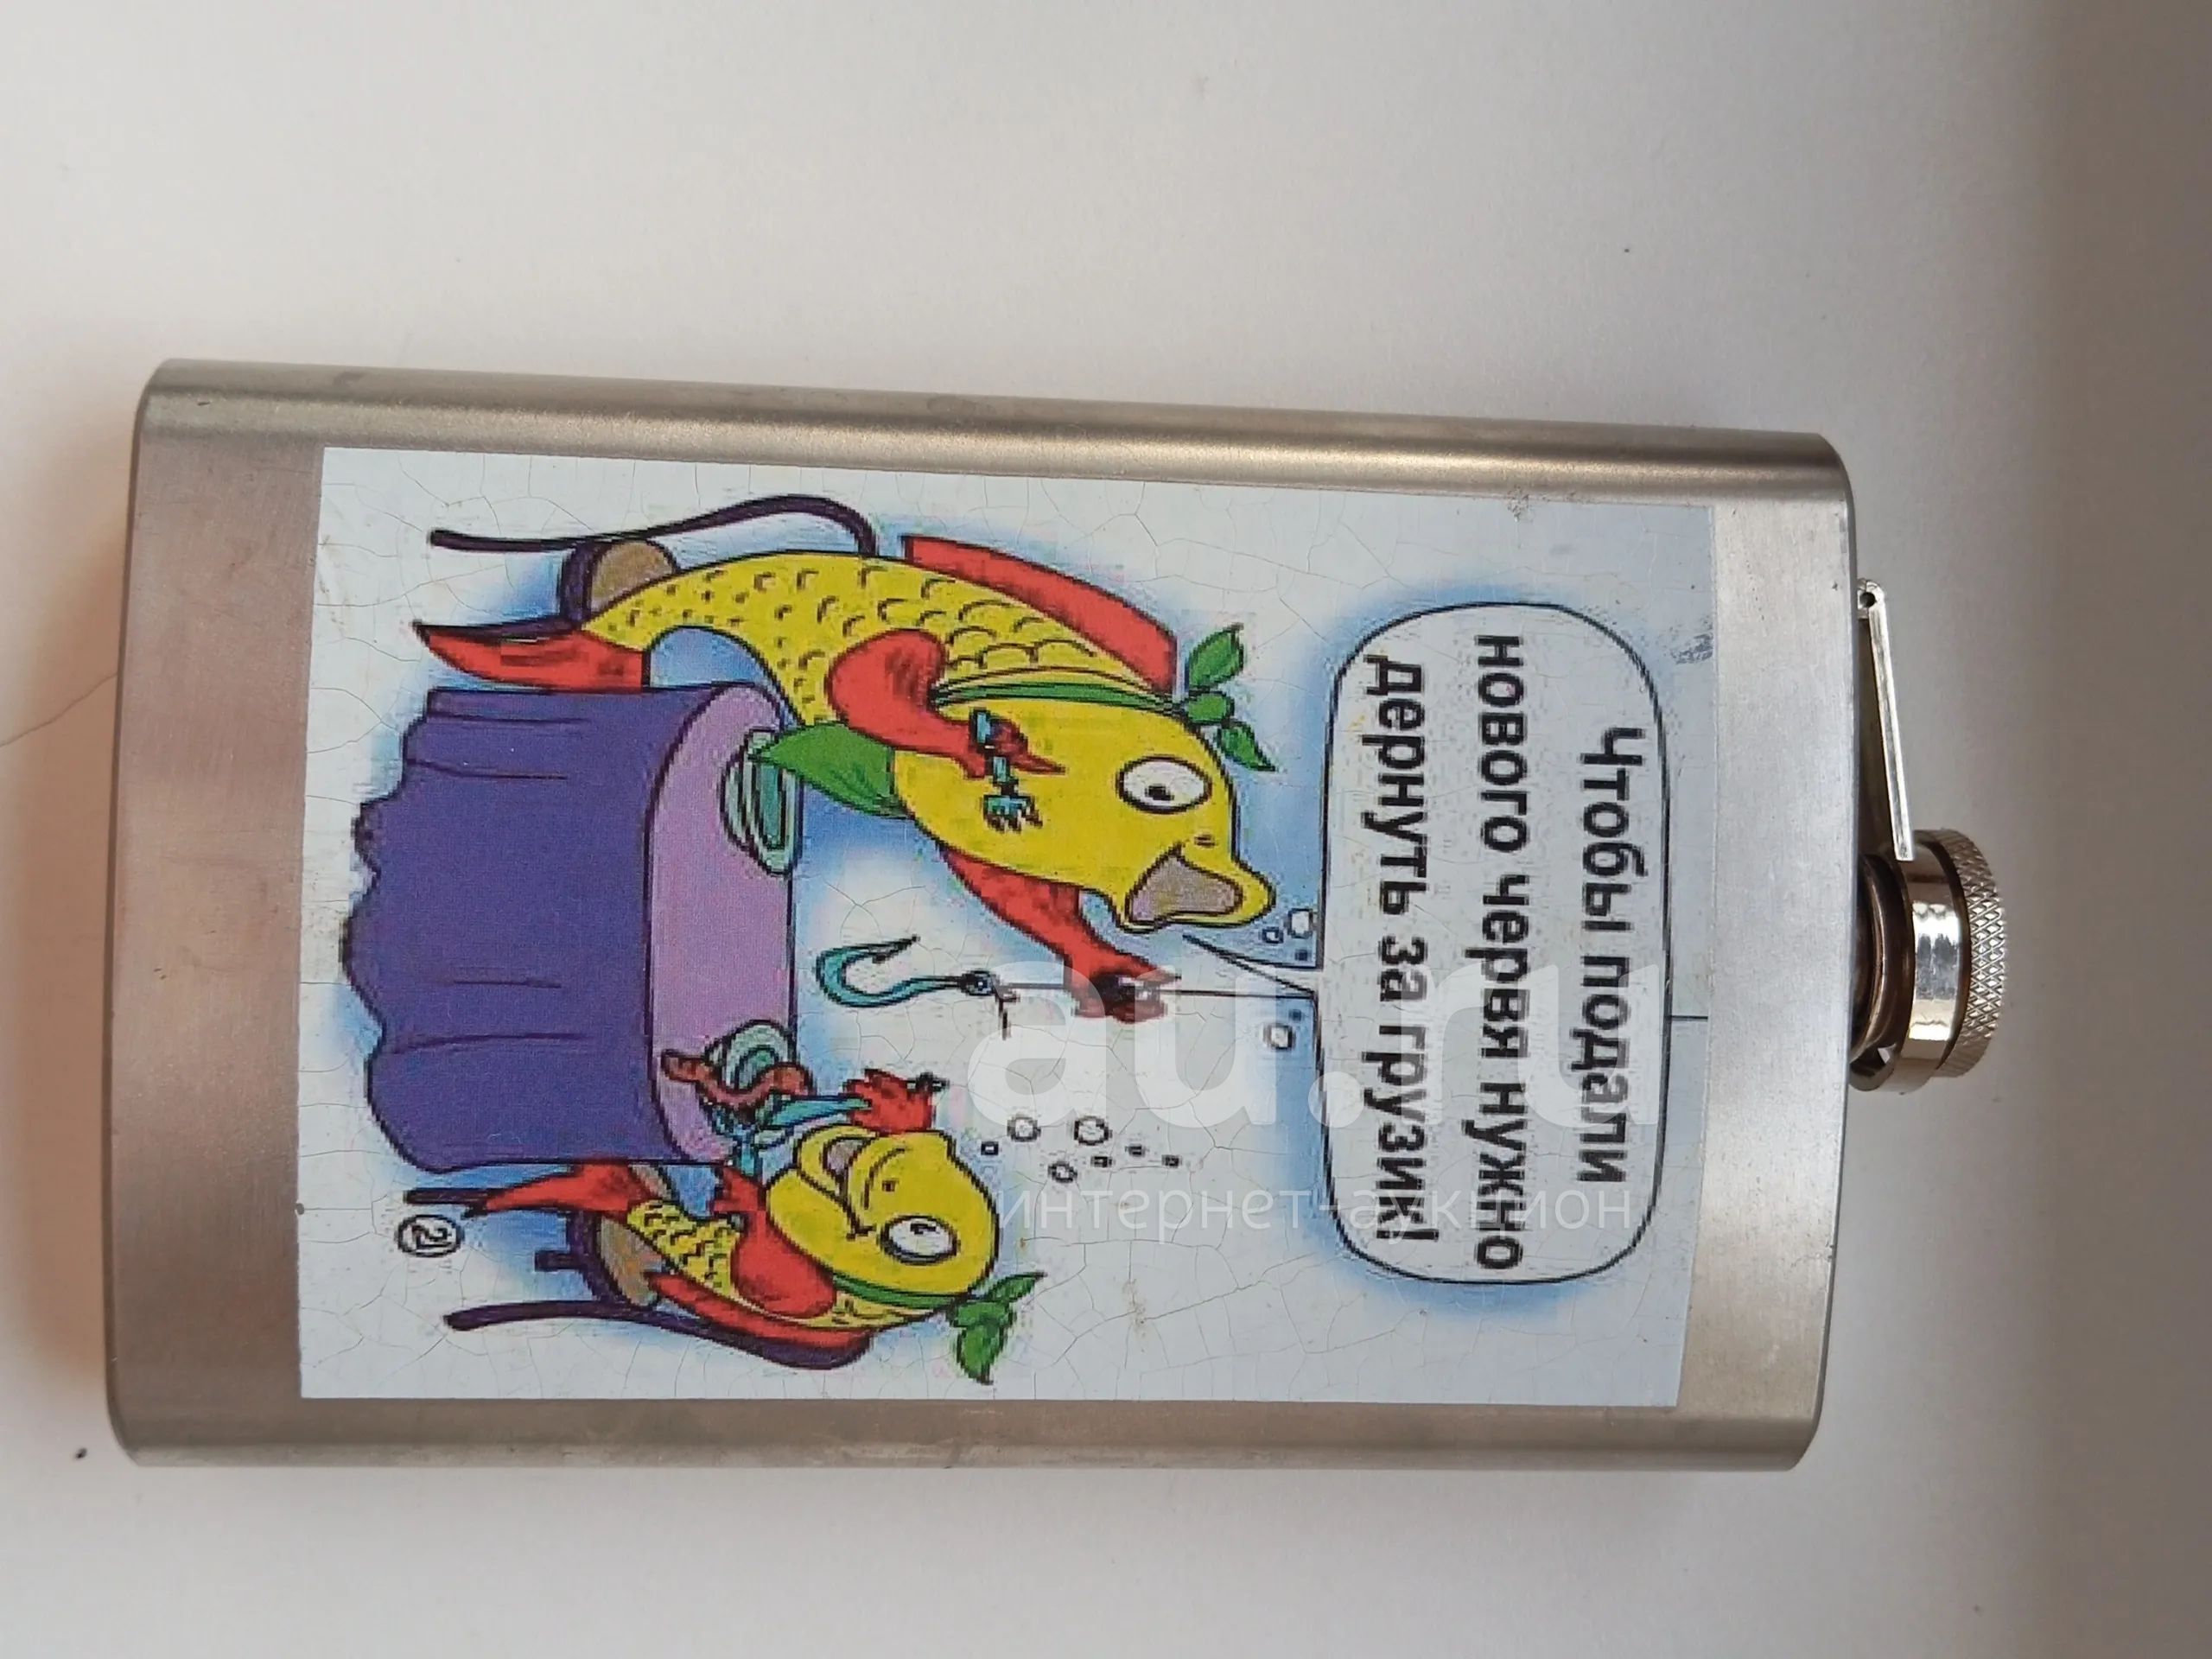 Чтобы подали
нового червя нужно
дернуть за грузик!
au.ru
интернет-аукцион